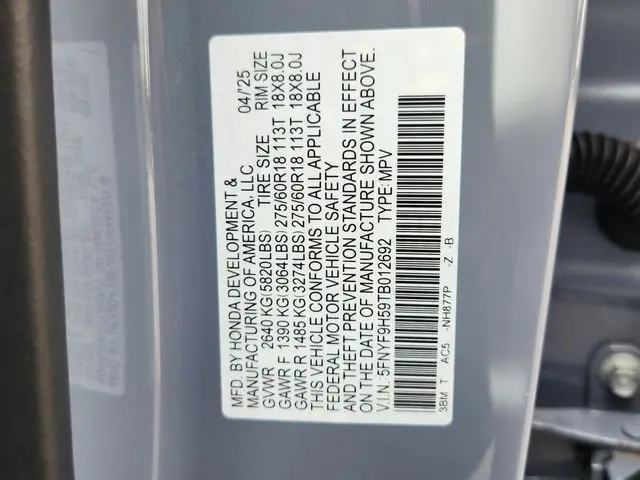 MFD. BY HONDA DEVELOPMENT &
MANUFACTURING OF AMERICA, LLC 04/'25
GVWR 2640 KG(5820LBS) TIRE SIZE RIM SIZE
GAWR F 1390 KG(3064LBS) 275/60R18 113T 18X8.0J
GAWR R 1485 KG(3274LBS) 275/60R18 113T 18X8.0J
THIS VEHICLE CONFORMS TO ALL APPLICABLE
FEDERAL MOTOR VEHICLE SAFETY
AND THEFT PREVENTION STANDARDS IN EFFECT
ON THE DATE OF MANUFACTURE SHOWN ABOVE.
V.I.N.: 5FNYF9H59TB012692 TYPE: MPV
3BM T AC5 -NH877P -Z -B